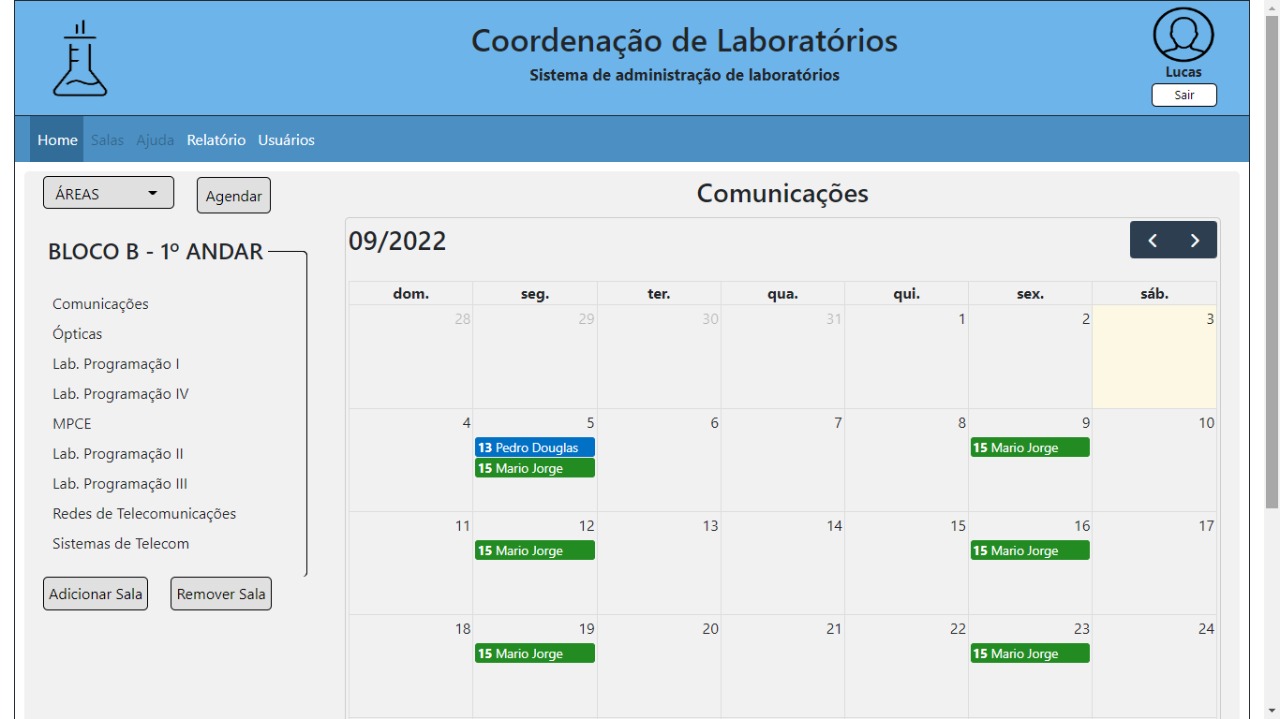 Coordenação de Laboratórios
Sistema de administração de laboratórios
Lucas
Sair
Home Salas Ajuda Relatório Usuários
ÁREAS
Agendar
BLOCO B - 1º ANDAR
Comunicações
Ópticas
Lab. Programação I
Lab. Programação IV
MPCE
Lab. Programação II
Lab. Programação III
Redes de Telecomunicações
Sistemas de Telecom
Adicionar Sala
Remover Sala
Comunicações
09/2022
dom. seg. ter. qua. qui. sex. sáb.
28 29 30 31 1 2 3
4 5 6 7 8 9 10
13 Pedro Douglas
15 Mario Jorge
15 Mario Jorge
11 12 13 14 15 16 17
15 Mario Jorge
15 Mario Jorge
18 19 20 21 22 23 24
15 Mario Jorge
15 Mario Jorge